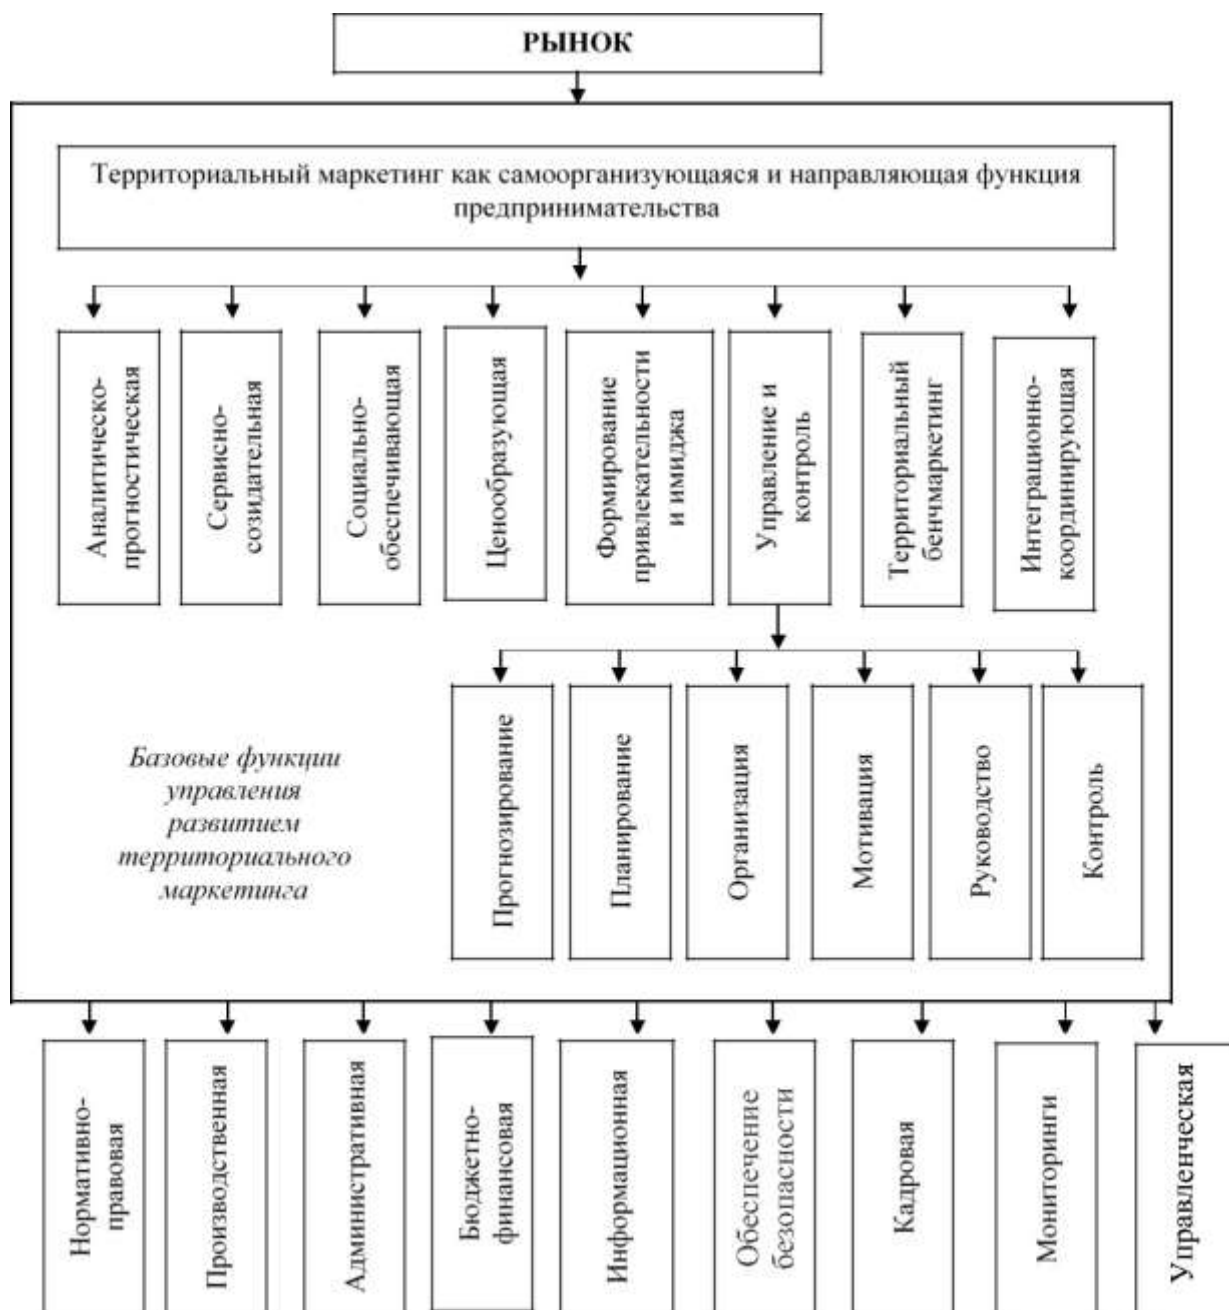 РЫНОК
Территориальный маркетинг как самоорганизующаяся и направляющая функция
предпринимательства
Аналитическо-
прогностическая
Сервисно-
созидательная
Социально-
обеспечивающая
Ценообразующая
Формирование
привлекательности
и имиджа
Управление и
контроль
Территориальный
бенчмаркетинг
Интеграционно-
координирующая
Базовые функции
управления
развитием
территориального
маркетинга
Прогнозирование
Планирование
Организация
Мотивация
Руководство
Контроль
Нормативно-
правовая
Производственная
Административная
Бюджетно-
финансовая
Информационная
Обеспечение
безопасности
Кадровая
Мониторинги
Управленческая